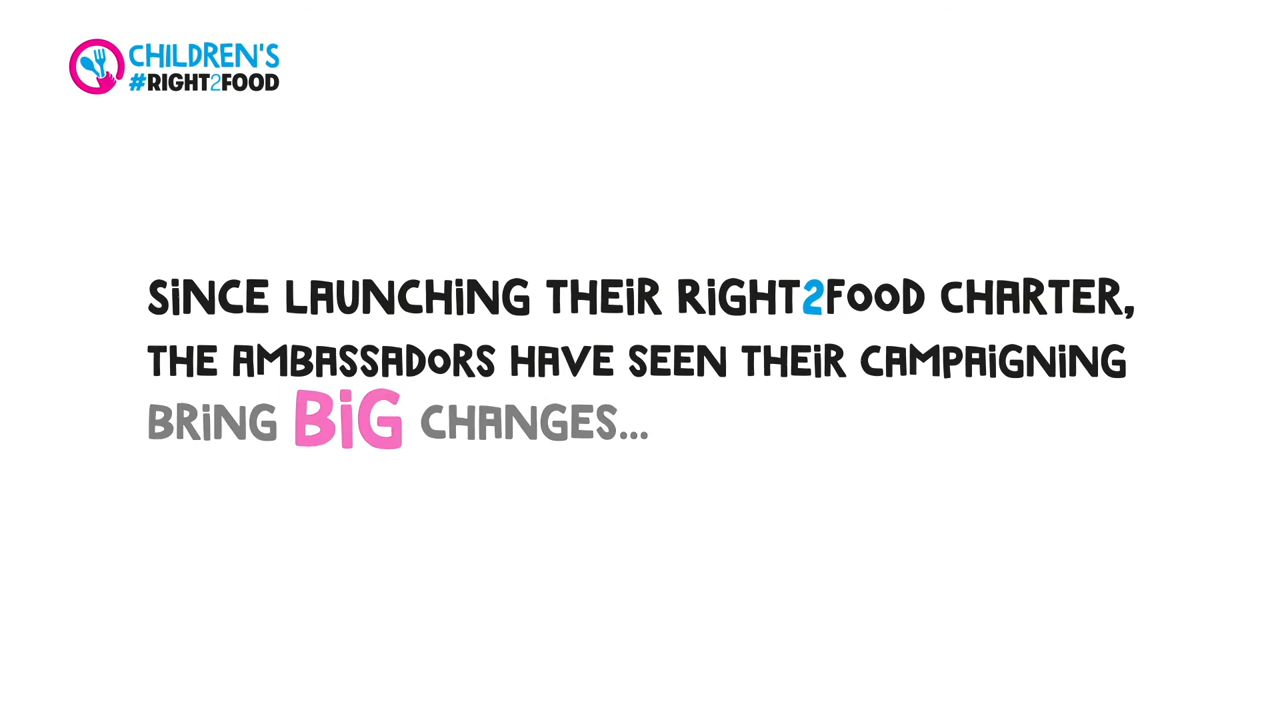 CHILDREN'S
#RIGHT2FOOD
SiNCE LAUNCHiNG THEiR RiGHT2FOOD CHARTER,
THE AMBASSADORS HAVE SEEN THEiR CAMPAiGNiNG
BRiNG BiG CHANGES...